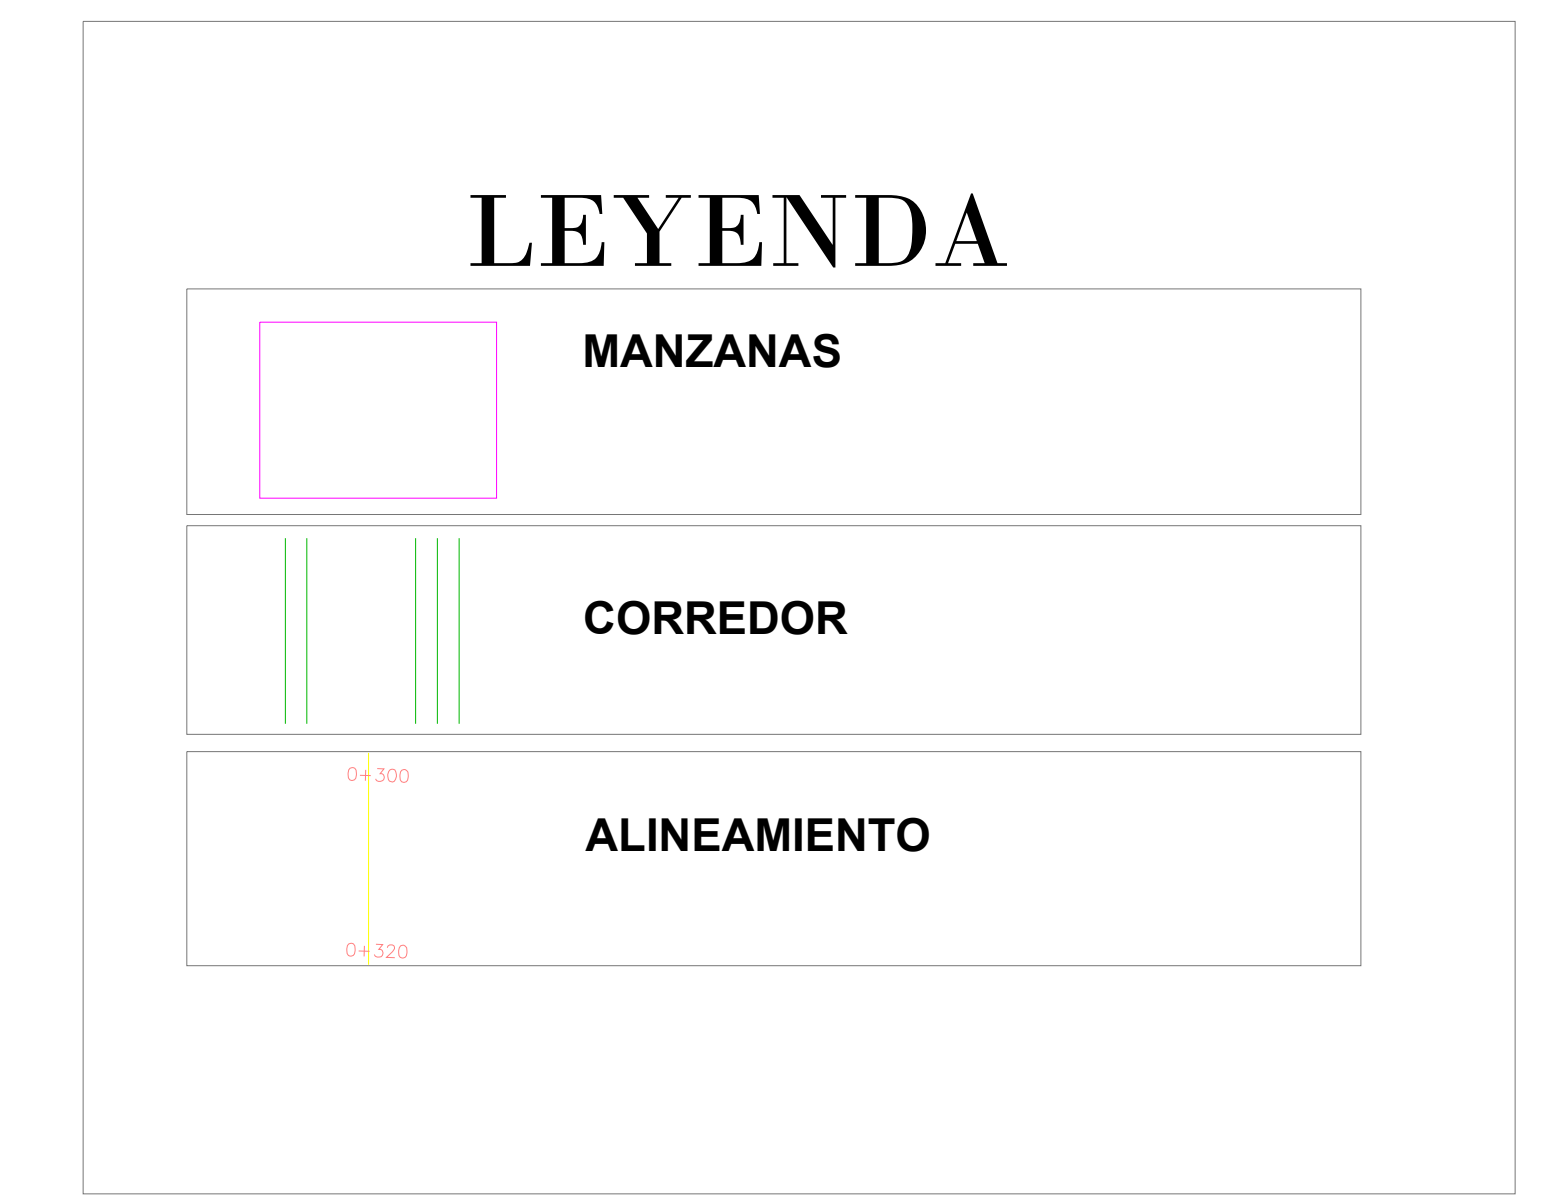 LEYENDA
MANZANAS
CORREDOR
0+300
ALINEAMIENTO
0+320